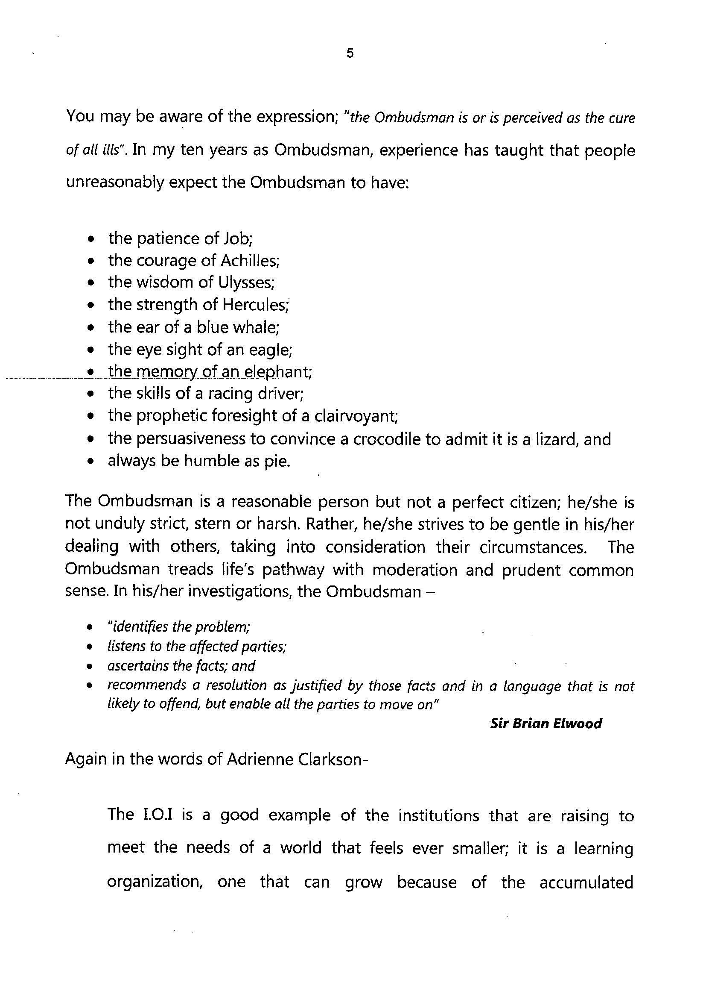 5
You may be aware of the expression; "the Ombudsman is or is perceived as the cure
of all ills". In my ten years as Ombudsman, experience has taught that people
unreasonably expect the Ombudsman to have:
• the patience of Job;
• the courage of Achilles;
• the wisdom of Ulysses;
• the strength of Hercules;
• the ear of a blue whale;
• the eye sight of an eagle;
• the memory of an elephant;
• the skills of a racing driver;
• the prophetic foresight of a clairvoyant;
• the persuasiveness to convince a crocodile to admit it is a lizard, and
• always be humble as pie.
The Ombudsman is a reasonable person but not a perfect citizen; he/she is
not unduly strict, stern or harsh. Rather, he/she strives to be gentle in his/her
dealing with others, taking into consideration their circumstances. The
Ombudsman treads life's pathway with moderation and prudent common
sense. In his/her investigations, the Ombudsman –
• "identifies the problem;
• listens to the affected parties;
• ascertains the facts; and
• recommends a resolution as justified by those facts and in a language that is not
likely to offend, but enable all the parties to move on"
Sir Brian Elwood
Again in the words of Adrienne Clarkson-
The I.O.I is a good example of the institutions that are raising to
meet the needs of a world that feels ever smaller; it is a learning
organization, one that can grow because of the accumulated